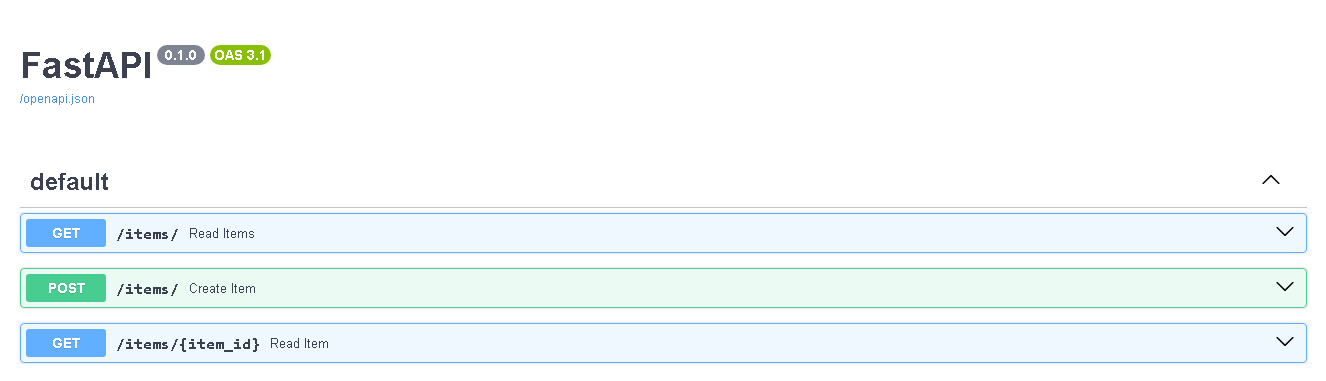 FastAPI 0.1.0 OAS 3.1
/openapi.json
default
GET /items/ Read Items
POST /items/ Create Item
GET /items/{item_id} Read Item